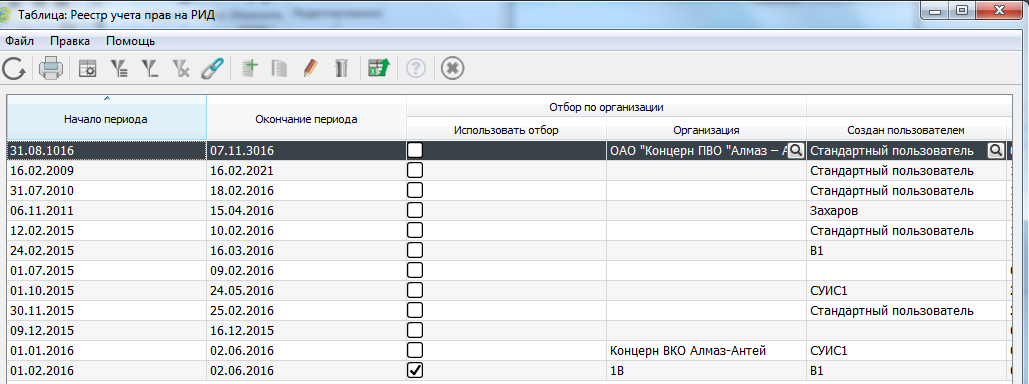 Таблица: Реестр учета прав на РИД
Файл Правка Помощь
Отбор по организации
Начало периода Окончание периода Использовать отбор Организация Создан пользователем
31.08.1016 07.11.3016 ОАО "Концерн ПВО "Алмаз – А Стандартный пользователь
16.02.2009 16.02.2021 Стандартный пользователь
31.07.2010 18.02.2016 Стандартный пользователь
06.11.2011 15.04.2016 Захаров
12.02.2015 10.02.2016 Стандартный пользователь
24.02.2015 16.03.2016 В1
01.07.2015 09.02.2016
01.10.2015 24.05.2016 СУИС1
30.11.2015 25.02.2016 Стандартный пользователь
09.12.2015 16.12.2015
01.01.2016 02.06.2016 Концерн ВКО Алмаз-Антей СУИС1
01.02.2016 02.06.2016 1В В1